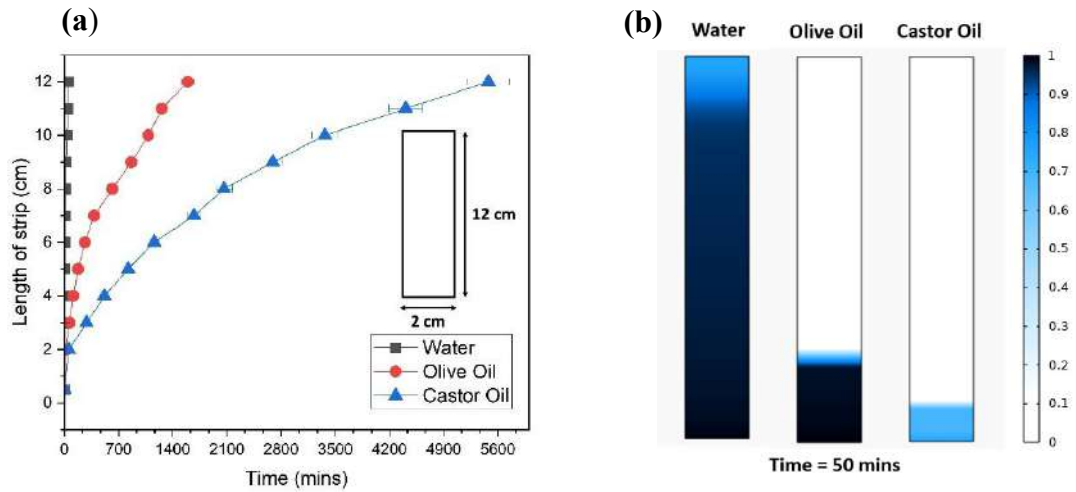 (a)
Length of strip (cm)
12
10
8
6
4
2
0
0 700 1400 2100 2800 3500 4200 4900 5600
Time (mins)
12 cm
2 cm
Water
Olive Oil
Castor Oil
(b)
Water Olive Oil Castor Oil
1
0.9
0.8
0.7
0.6
0.5
0.4
0.3
0.2
0.1
0
Time = 50 mins